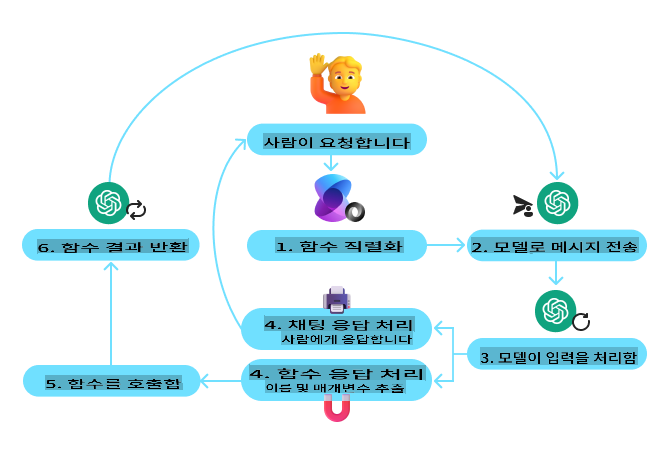 사람이 요청합니다
1. 함수 직렬화
2. 모델로 메시지 전송
3. 모델이 입력을 처리함
4. 채팅 응답 처리
사람에게 응답합니다
4. 함수 응답 처리
이름 및 매개변수 추출
5. 함수를 호출함
6. 함수 결과 반환